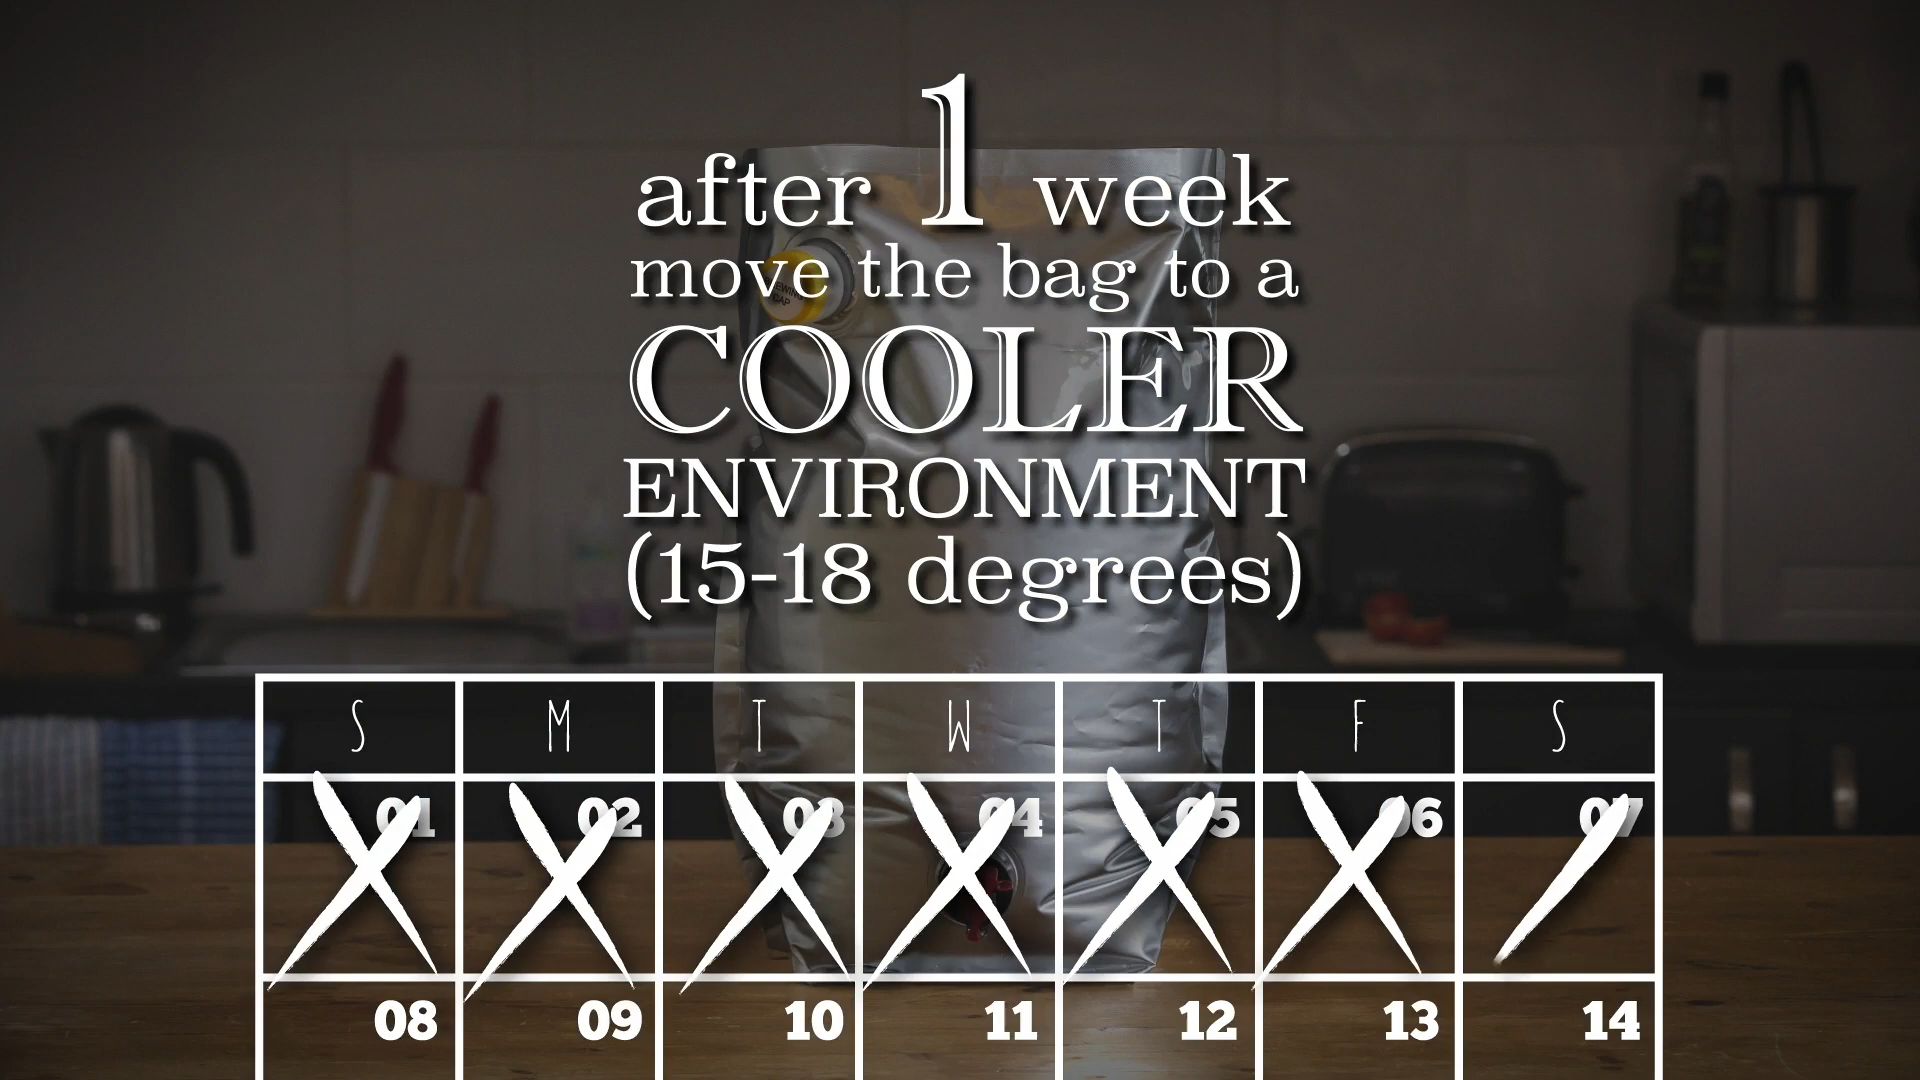 after 1 week
move the bag to a
COOLER
ENVIRONMENT
(15-18 degrees)
S M T W T F S
01 02 03 04 05 06 07
08 09 10 11 12 13 14
CAP